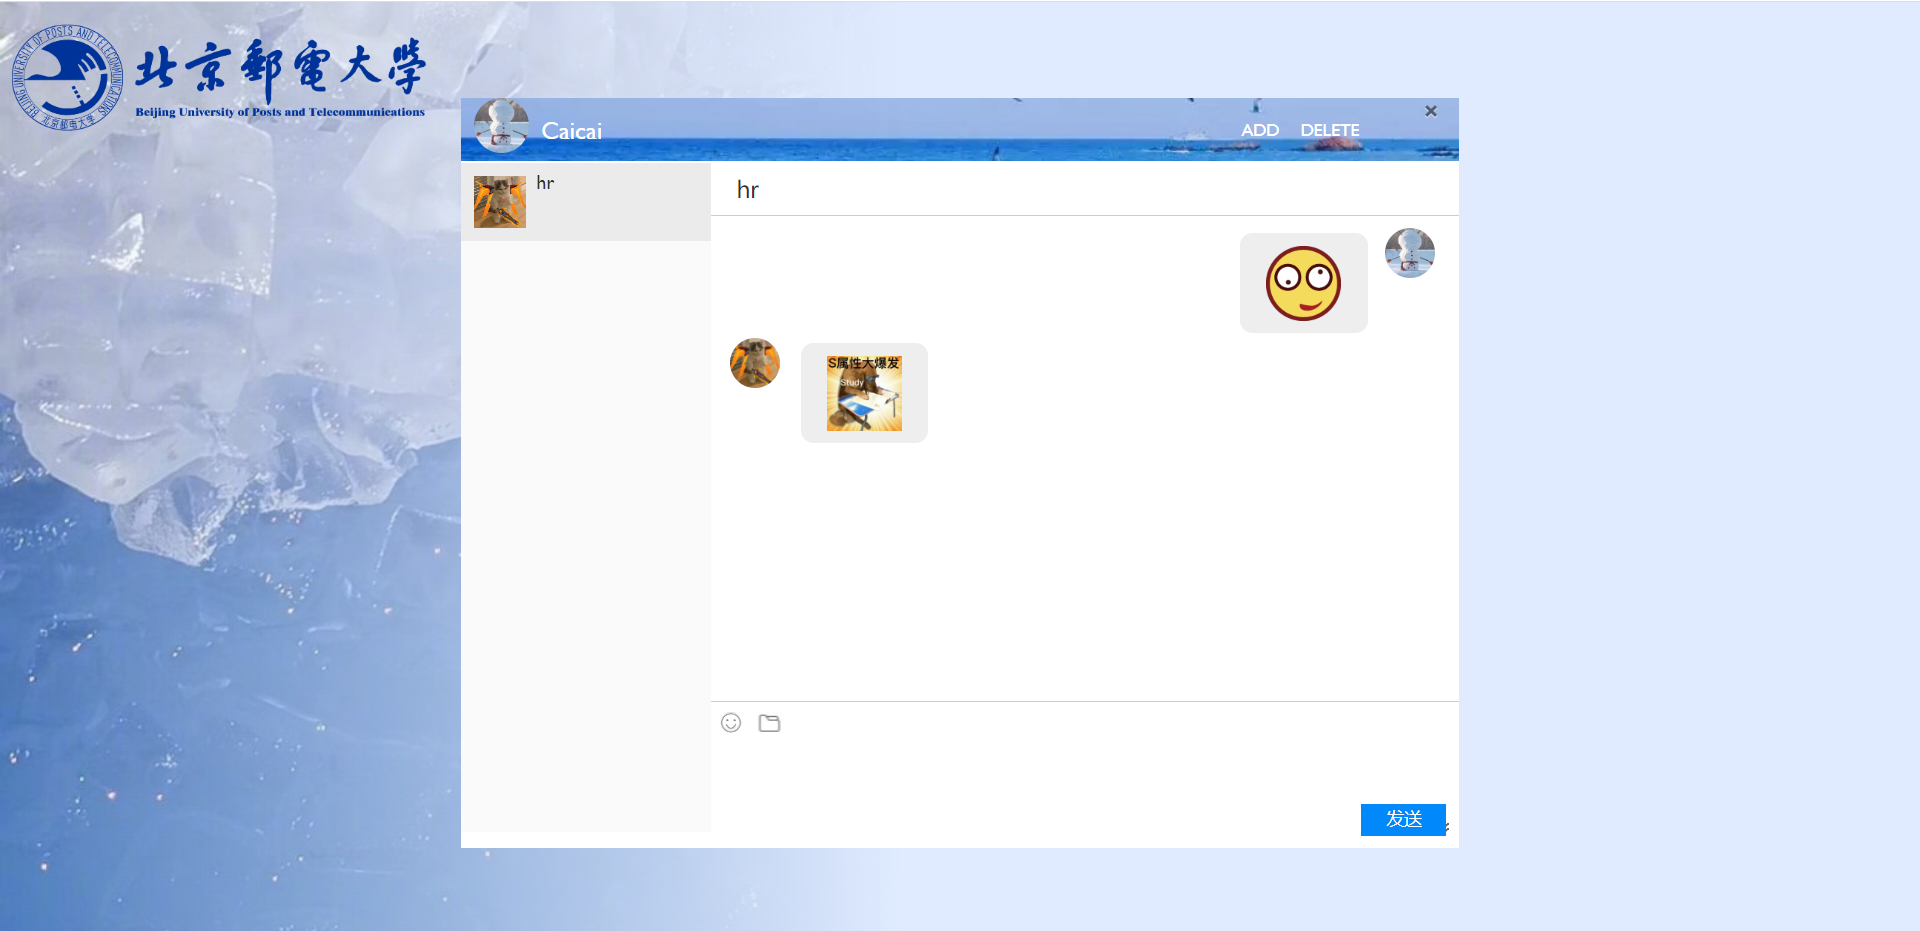 BEIJING UNIVERSITY OF POSTS AND TELECOMMUNICATIONS
北京郵電大學
北京郵電大學
Beijing University of Posts and Telecommunications
Caicai
ADD DELETE
hr
hr
S属性大爆发
Study
发送